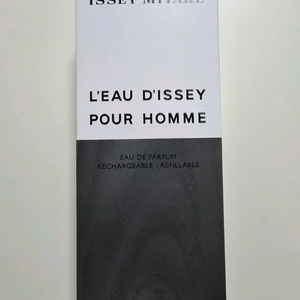 ISSEY MIYAKE
L'EAU D'ISSEY
POUR HOMME
EAU DE PARFUM
RECHARGEABLE - REFILLABLE